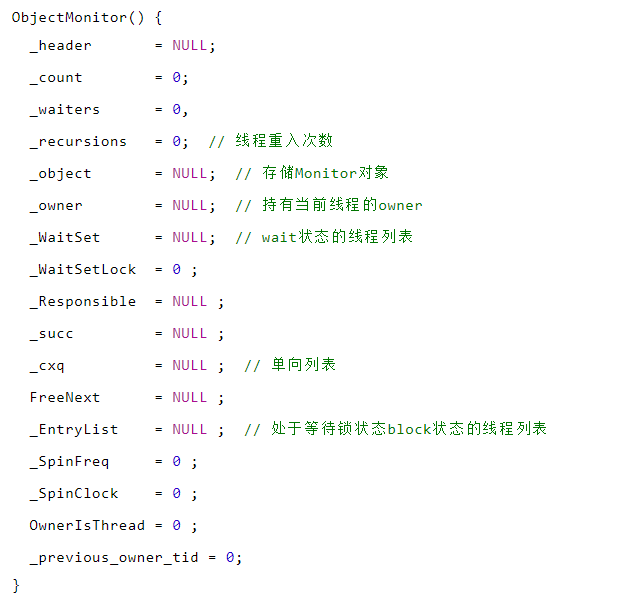 ObjectMonitor() {
  _header       = NULL;
  _count        = 0;
  _waiters      = 0,
  _recursions   = 0;  // 线程重入次数
  _object       = NULL;  // 存储Monitor对象
  _owner        = NULL;  // 持有当前线程的owner
  _WaitSet      = NULL;  // wait状态的线程列表
  _WaitSetLock  = 0 ;
  _Responsible  = NULL ;
  _succ         = NULL ;
  _cxq          = NULL ;  // 单向列表
  FreeNext      = NULL ;
  _EntryList    = NULL ;  // 处于等待锁状态block状态的线程列表
  _SpinFreq     = 0 ;
  _SpinClock    = 0 ;
  OwnerIsThread = 0 ;
  _previous_owner_tid = 0;
}